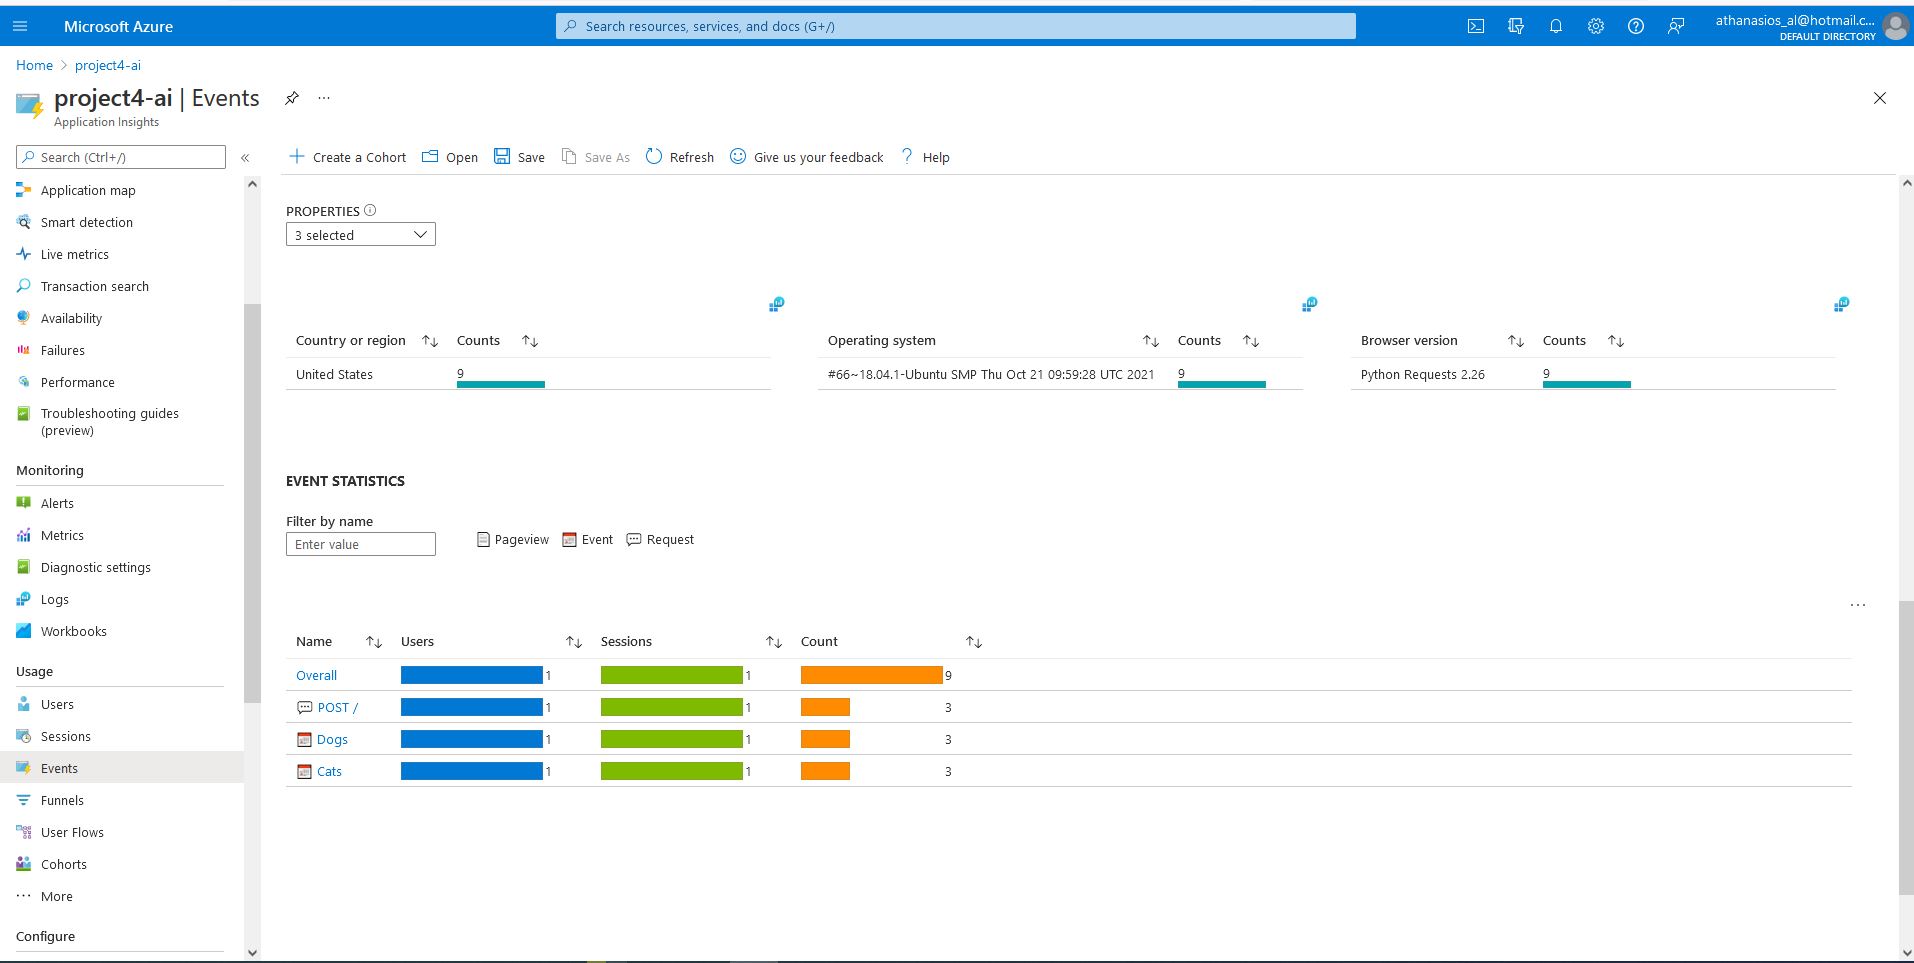 Microsoft Azure
Search resources, services, and docs (G+/)
athanasios_al@hotmail.c...
DEFAULT DIRECTORY
Home > project4-ai
project4-ai | Events
...
Application Insights
Search (Ctrl+/)
«
Create a Cohort Open Save Save As Refresh Give us your feedback ? Help
Application map
Smart detection
Live metrics
Transaction search
Availability
Failures
Performance
Troubleshooting guides
(preview)
Monitoring
Alerts
Metrics
Diagnostic settings
Logs
Workbooks
Usage
Users
Sessions
Events
Funnels
User Flows
Cohorts
More
Configure
PROPERTIES
3 selected
Country or region Counts
United States 9
Operating system Counts
#66~18.04.1-Ubuntu SMP Thu Oct 21 09:59:28 UTC 2021 9
Browser version Counts
Python Requests 2.26 9
EVENT STATISTICS
Filter by name
Enter value
Pageview Event Request
...
Name Users Sessions Count
Overall 1 1 9
POST / 1 1 3
Dogs 1 1 3
Cats 1 1 3